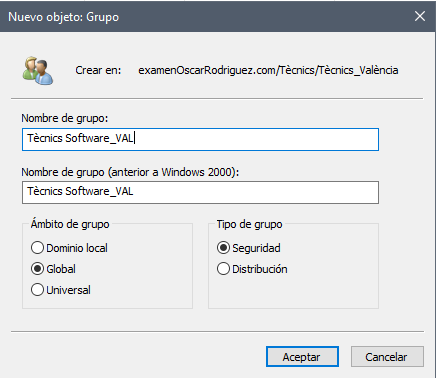 Nuevo objeto: Grupo
Crear en: examenOscarRodriguez.com/Tècnics/Tècnics_València
Nombre de grupo:
Tècnics Software_VAL
Nombre de grupo (anterior a Windows 2000):
Tècnics Software_VAL
Ámbito de grupo
Dominio local
Global
Universal
Tipo de grupo
Seguridad
Distribución
Aceptar
Cancelar